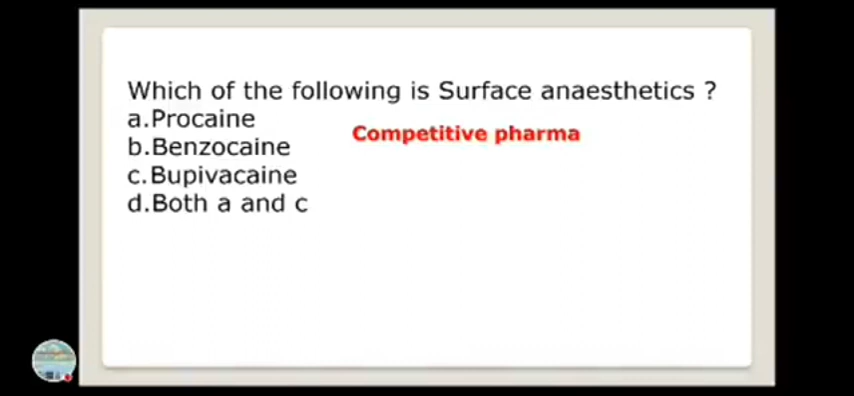 Which of the following is Surface anaesthetics ?
a.Procaine
Competitive pharma
b.Benzocaine
c.Bupivacaine
d.Both a and c